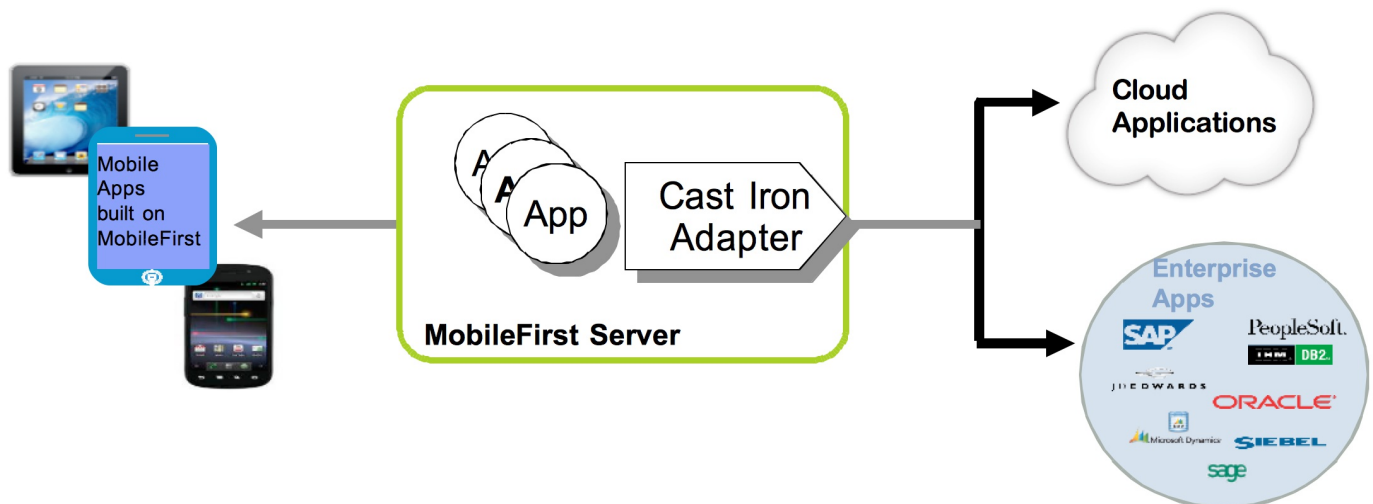 Mobile
Apps
built on
MobileFirst
A
A
App
Cast Iron
Adapter
MobileFirst Server
Cloud
Applications
Enterprise
Apps
SAP
PeopleSoft.
IBM DB2.
JDEDWARDS
ORACLE
Microsoft Dynamics
SIEBEL
sage